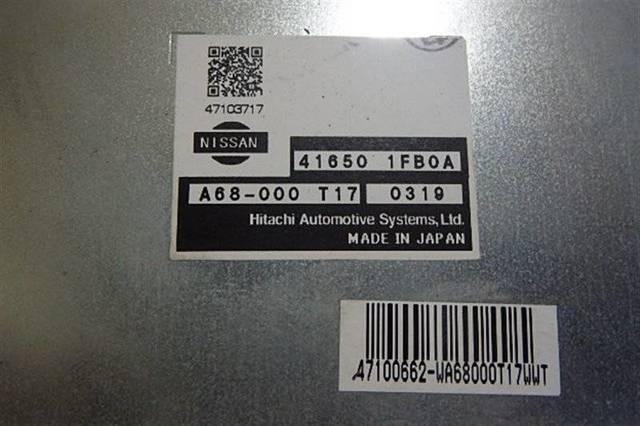 47103717
NISSAN
41650 1FB0A
A68-000 T17 0319
Hitachi Automotive Systems, Ltd.
MADE IN JAPAN
47100662-WA68000T17WWT